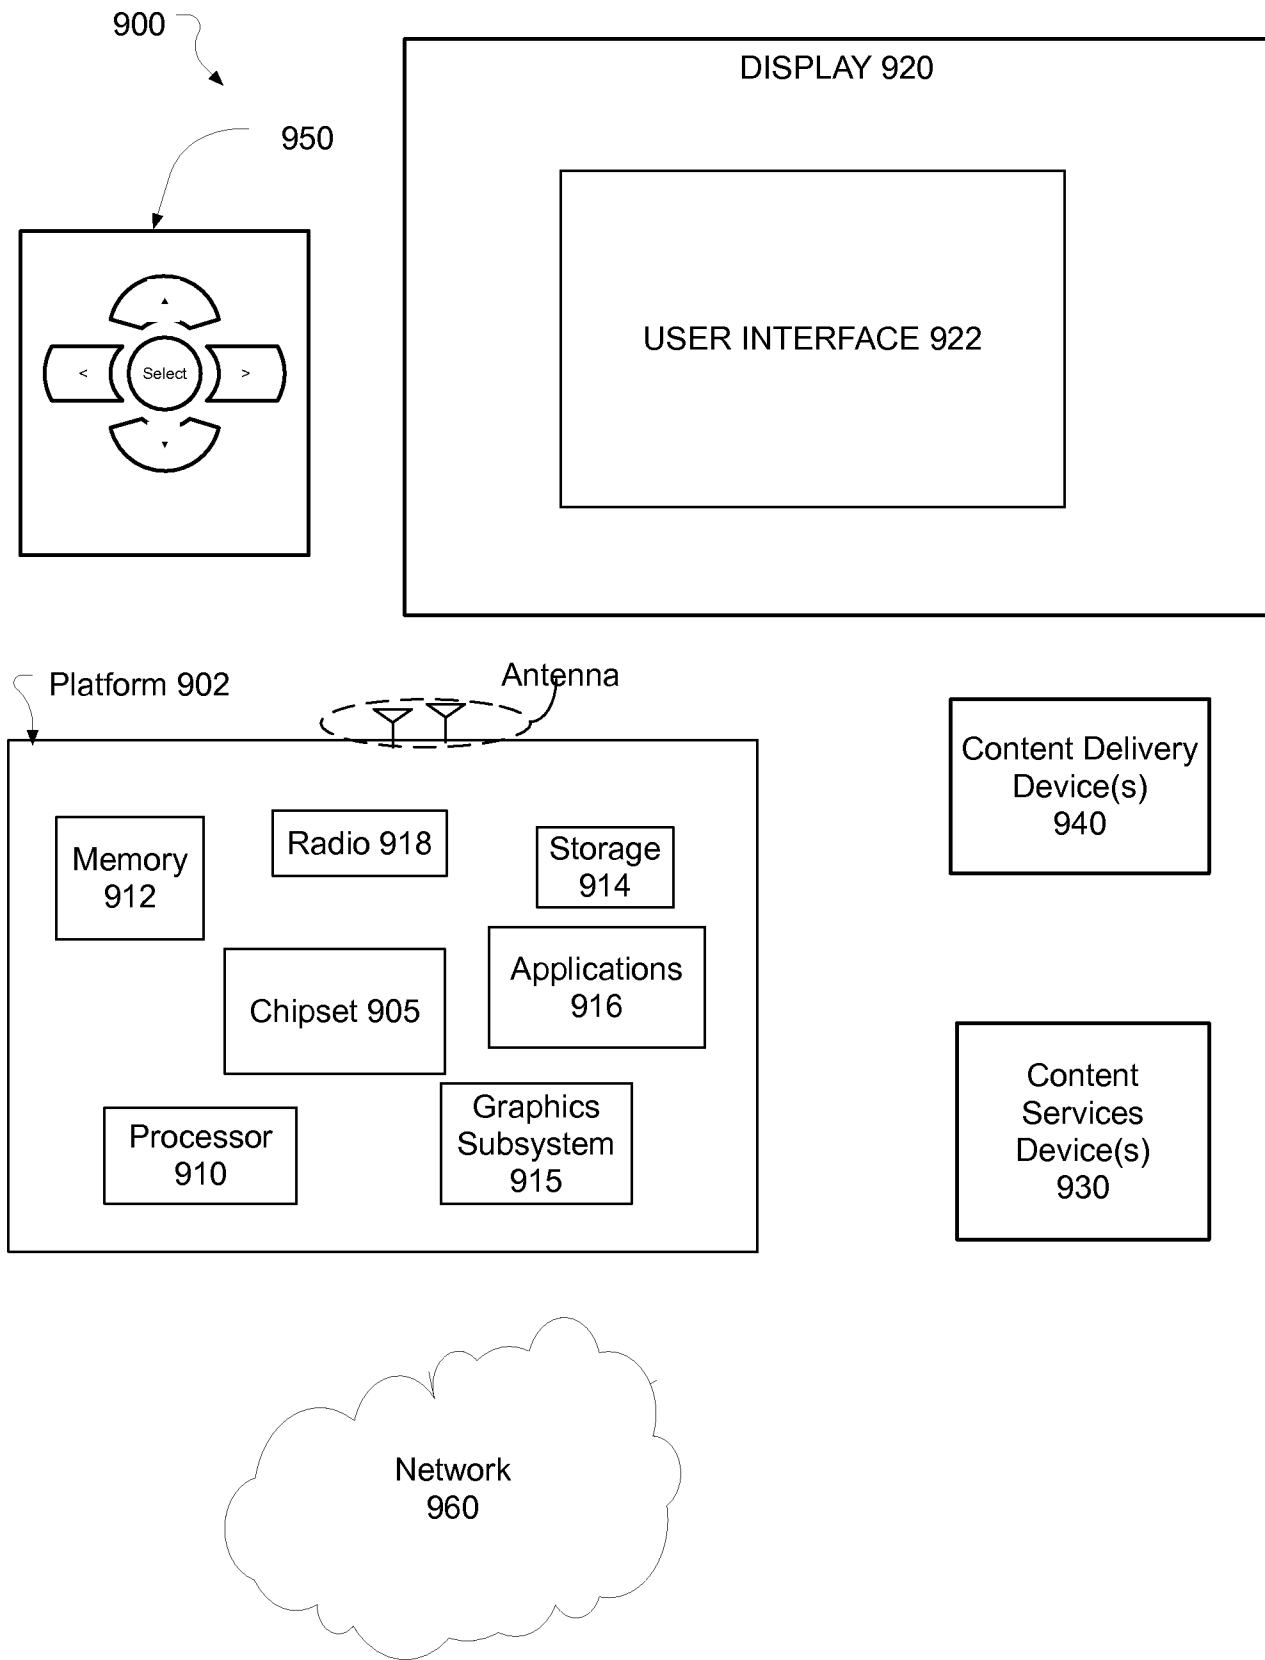 900
DISPLAY 920
950
USER INTERFACE 922
Select
<
>
Platform 902
Antenna
Memory
912
Radio 918
Storage
914
Chipset 905
Applications
916
Processor
910
Graphics
Subsystem
915
Content Delivery
Device(s)
940
Content
Services
Device(s)
930
Network
960